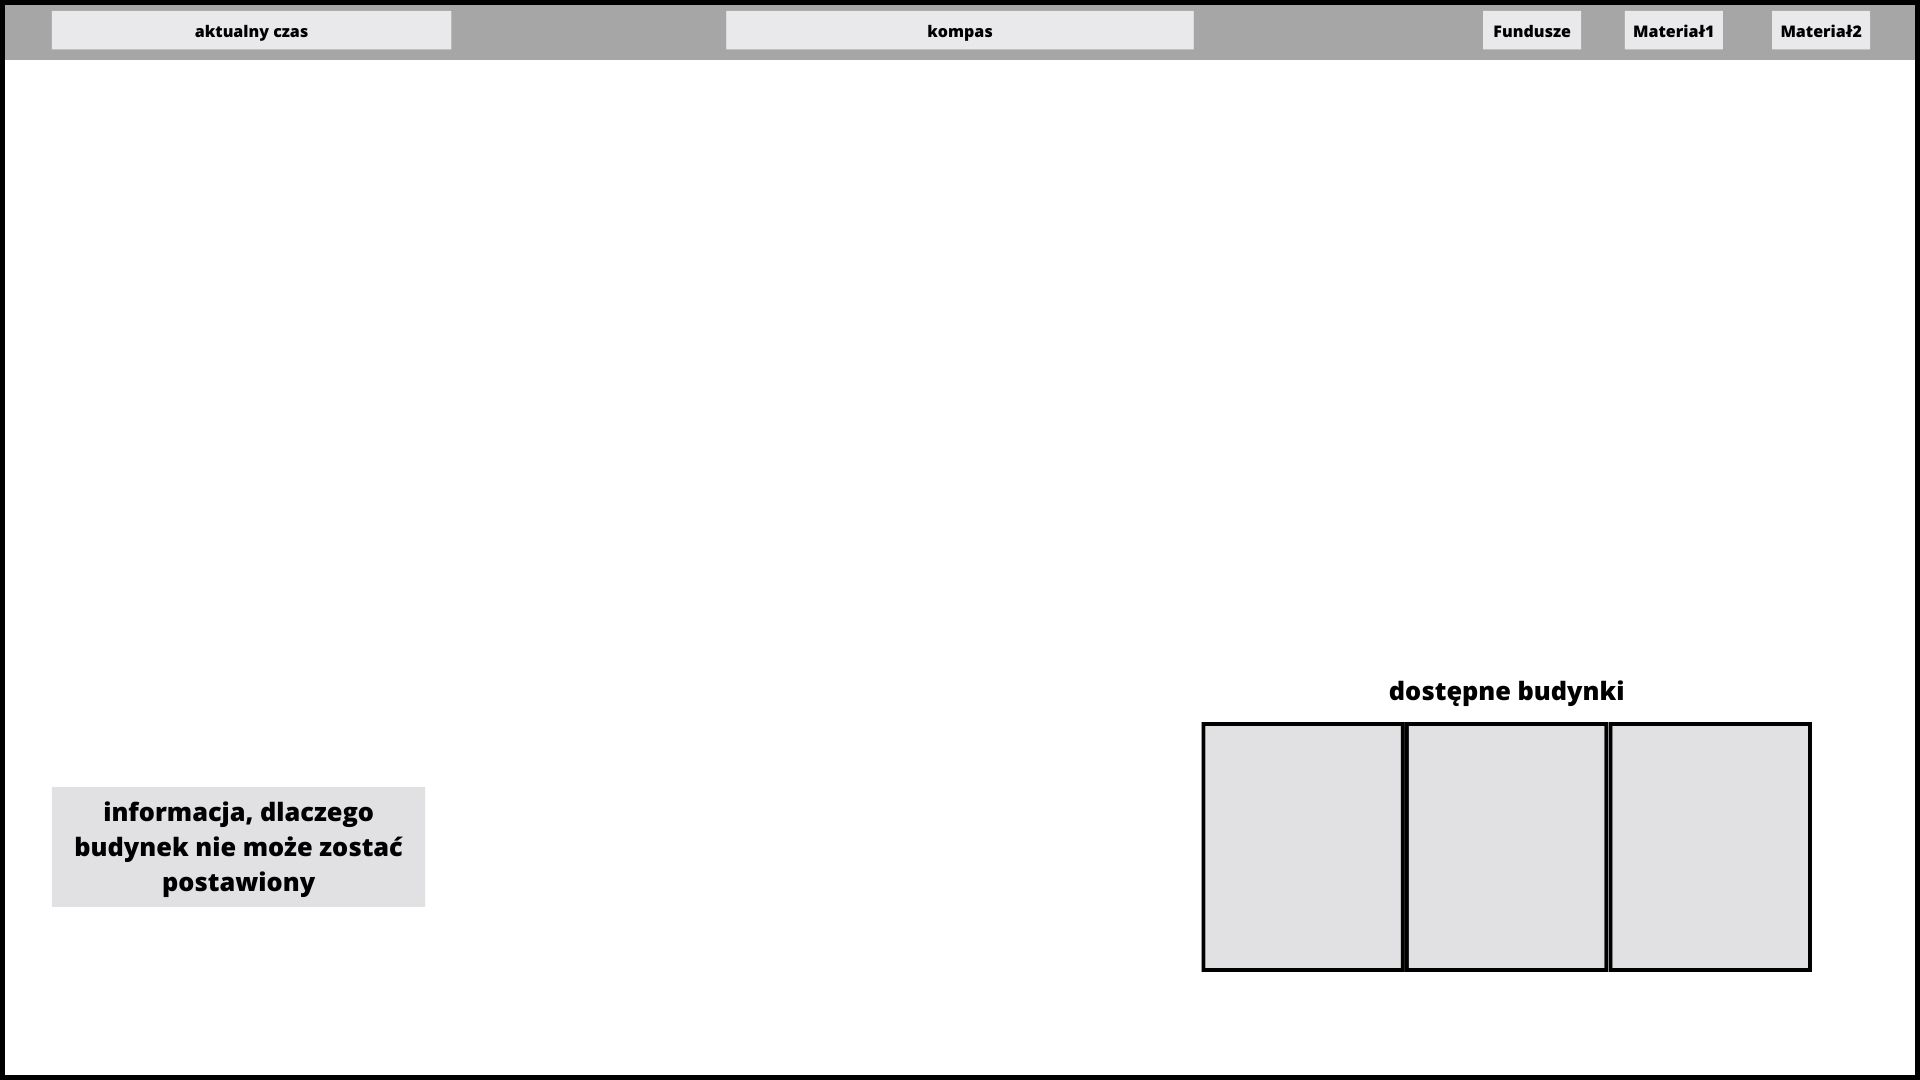 aktualny czas
kompas
Fundusze
Materiał1
Materiał2
dostępne budynki
informacja, dlaczego
budynek nie może zostać
postawiony